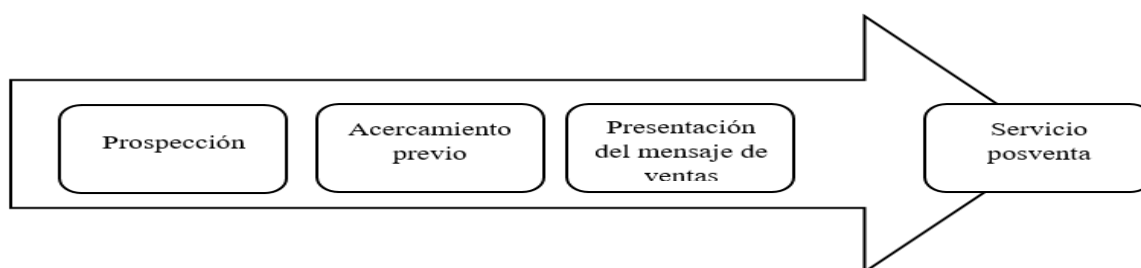 Prospección
Acercamiento
previo
Presentación
del mensaje de
ventas
Servicio
posventa